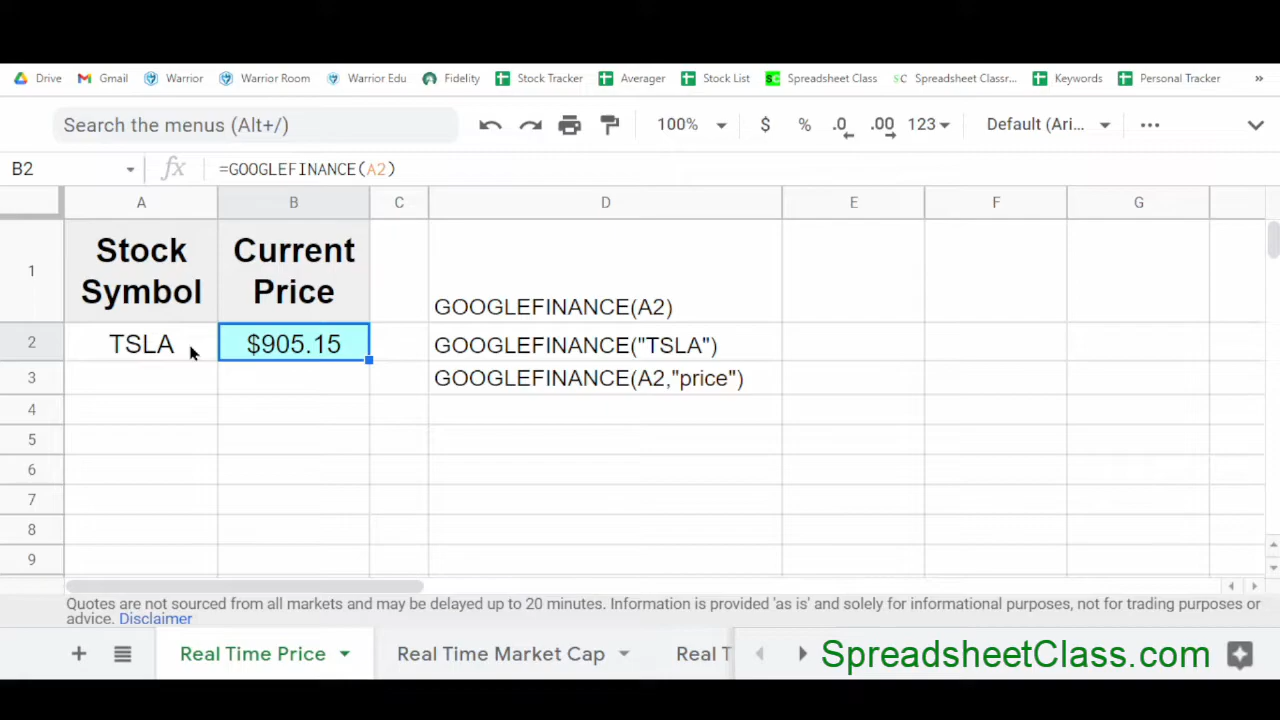 Drive Gmail Warrior Warrior Room Warrior Edu Fidelity Stock Tracker Averager Stock List Spreadsheet Class Spreadsheet Classr... Keywords Personal Tracker »
Search the menus (Alt+/) 100% $ % .0 .00 123 Default (Ari... ...
B2 fx =GOOGLEFINANCE(A2)
A B C D E F G
1 Stock Symbol Current Price GOOGLEFINANCE(A2)
2 TSLA $905.15 GOOGLEFINANCE("TSLA")
3 GOOGLEFINANCE(A2,"price")
4
5
6
7
8
9
Quotes are not sourced from all markets and may be delayed up to 20 minutes. Information is provided 'as is' and solely for informational purposes, not for trading purposes or
advice. Disclaimer
+ Real Time Price Real Time Market Cap Real T SpreadsheetClass.com